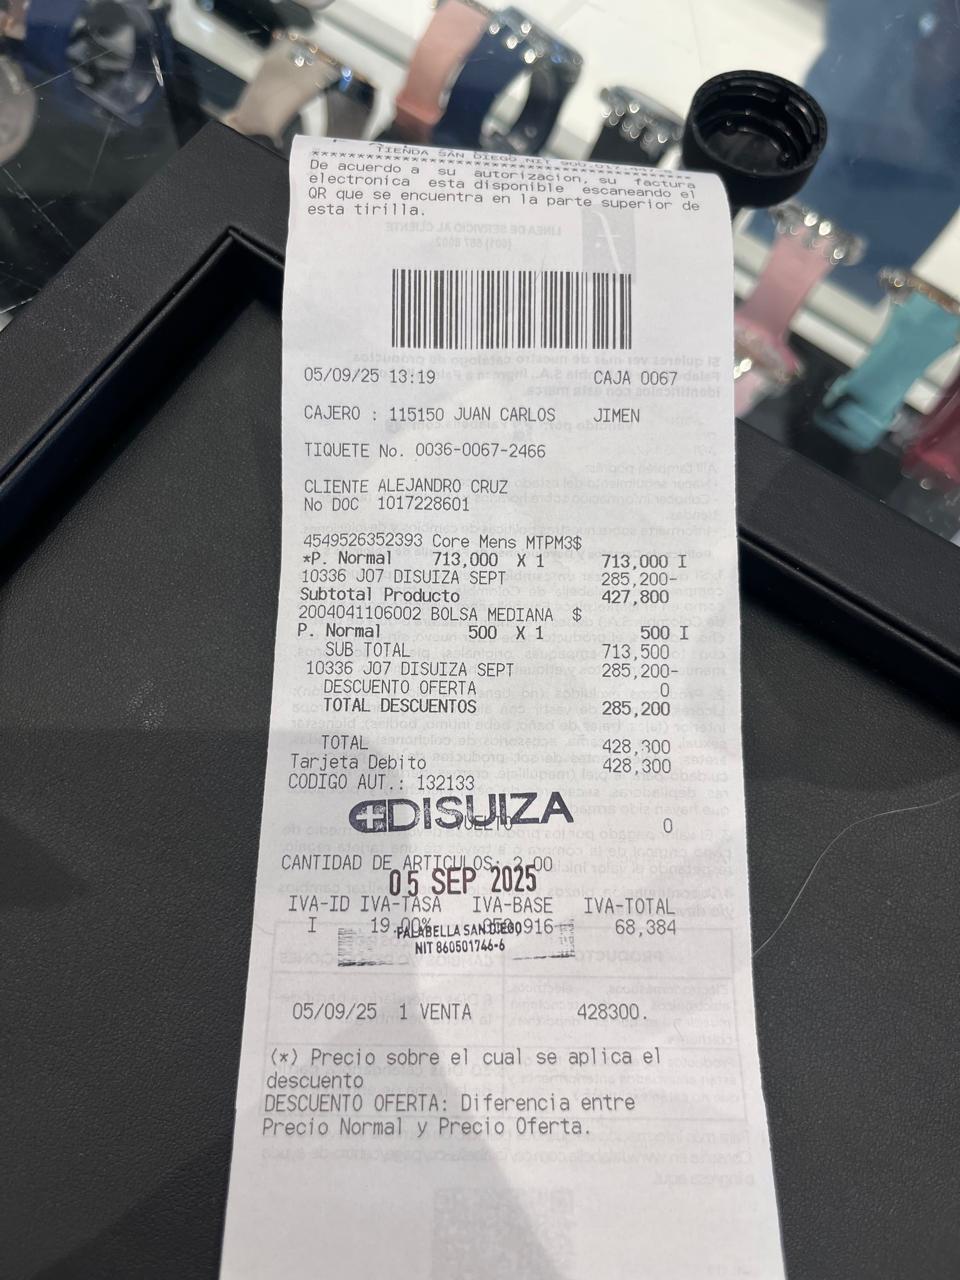 TIENDA SAN DIEGO NIT 900.017
****************************************
De acuerdo a su autorizacion, su factura
electronica esta disponible escaneando el
QR que se encuentra en la parte superior de
esta tirilla.
05/09/25 13:19 CAJA 0067
CAJERO : 115150 JUAN CARLOS JIMEN
TIQUETE No. 0036-0067-2466
CLIENTE ALEJANDRO CRUZ
No DOC 1017228601
4549526352393 Core Mens MTPM3$
*P. Normal 713,000 X 1 713,000 I
10336 J07 DISUIZA SEPT 285,200-
Subtotal Producto 427,800
2004041106002 BOLSA MEDIANA $
P. Normal 500 X 1 500 I
SUB TOTAL 713,500
10336 J07 DISUIZA SEPT 285,200-
DESCUENTO OFERTA 0
TOTAL DESCUENTOS 285,200
TOTAL 428,300
Tarjeta Debito 428,300
CODIGO AUT.: 132133
DISUIZA
0
CANTIDAD DE ARTICULOS: 2.00
05 SEP 2025
IVA-ID IVA-TASA IVA-BASE IVA-TOTAL
I 19.00% 916 68,384
FALABELLA SAN DIEGO
NIT 860501746-6
05/09/25 1 VENTA 428300.
(*) Precio sobre el cual se aplica el
descuento
DESCUENTO OFERTA: Diferencia entre
Precio Normal y Precio Oferta.